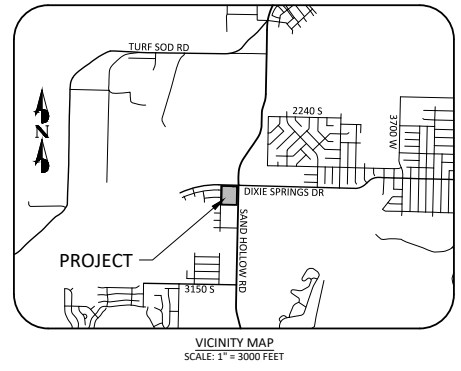 TURF SOD RD
2240 S
3700 W
N
DIXIE SPRINGS DR
SAND HOLLOW RD
PROJECT
3150 S
VICINITY MAP
SCALE: 1" = 3000 FEET